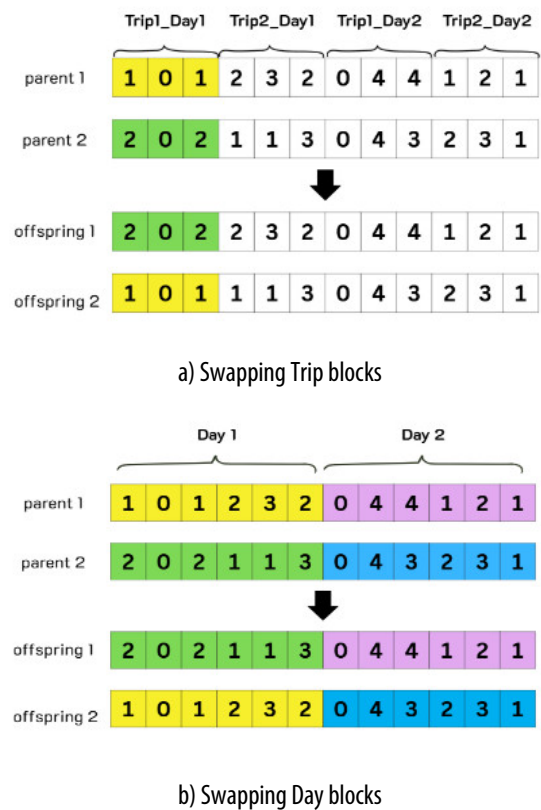 Trip1_Day1 Trip2_Day1 Trip1_Day2 Trip2_Day2
parent 1 1 0 1 2 3 2 0 4 4 1 2 1
parent 2 2 0 2 1 1 3 0 4 3 2 3 1
offspring 1 2 0 2 2 3 2 0 4 4 1 2 1
offspring 2 1 0 1 1 1 3 0 4 3 2 3 1
a) Swapping Trip blocks
Day 1 Day 2
parent 1 1 0 1 2 3 2 0 4 4 1 2 1
parent 2 2 0 2 1 1 3 0 4 3 2 3 1
offspring 1 2 0 2 1 1 3 0 4 4 1 2 1
offspring 2 1 0 1 2 3 2 0 4 3 2 3 1
b) Swapping Day blocks